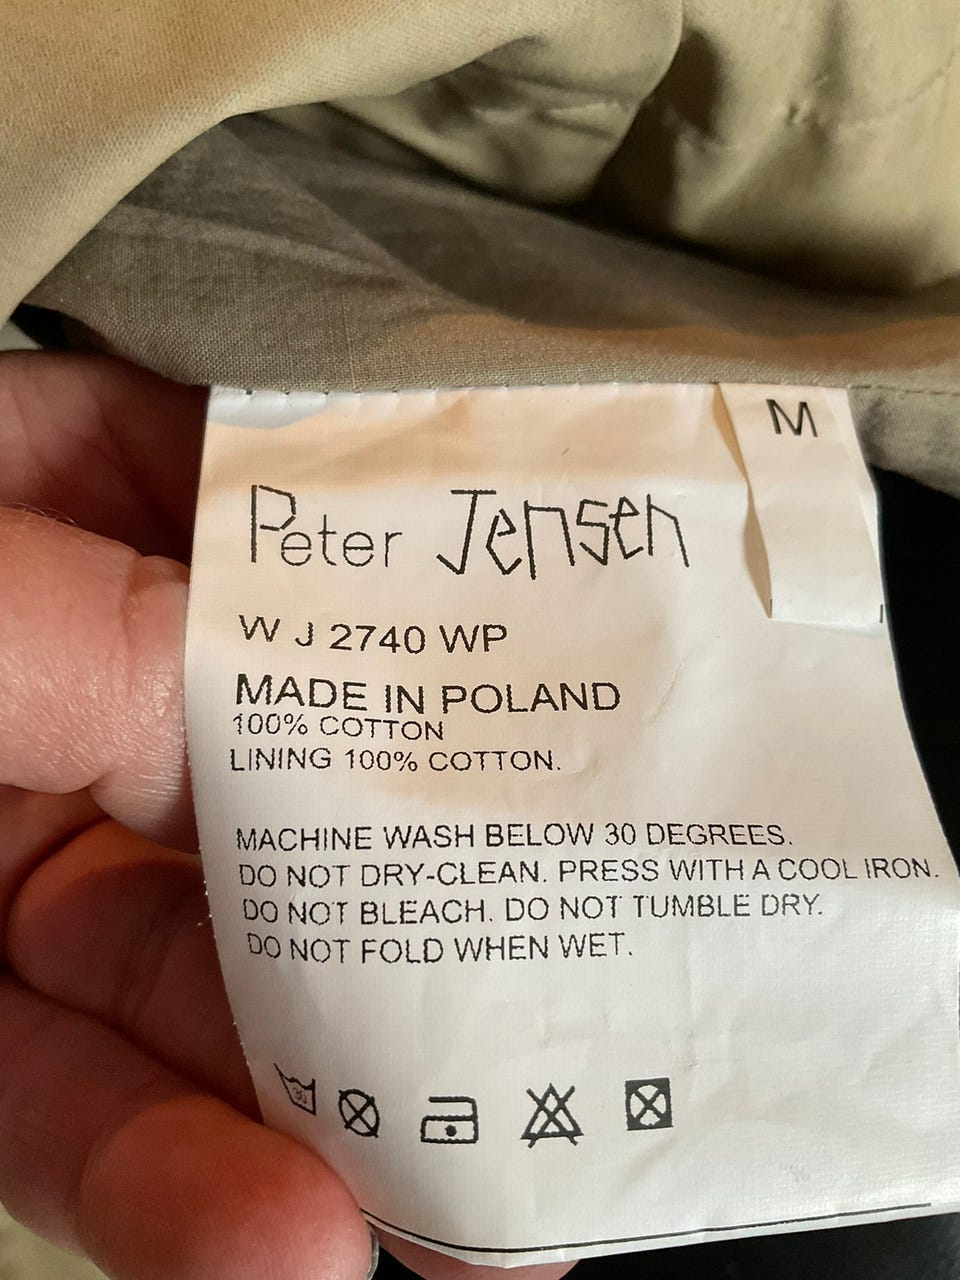 M
Peter Jensen
W J 2740 WP
MADE IN POLAND
100% COTTON
LINING 100% COTTON.
MACHINE WASH BELOW 30 DEGREES.
DO NOT DRY-CLEAN. PRESS WITH A COOL IRON.
DO NOT BLEACH. DO NOT TUMBLE DRY.
DO NOT FOLD WHEN WET.
30